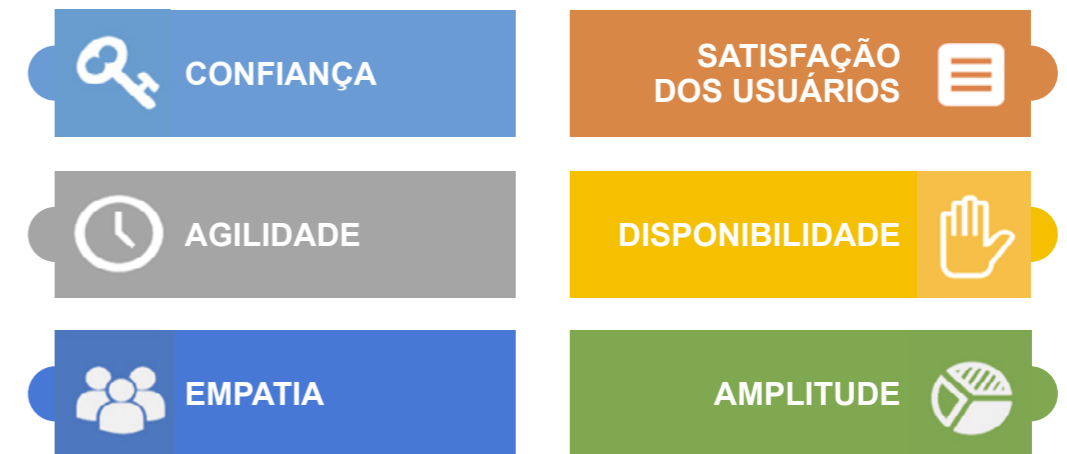 CONFIANÇA
SATISFAÇÃO
DOS USUÁRIOS
AGILIDADE
DISPONIBILIDADE
EMPATIA
AMPLITUDE